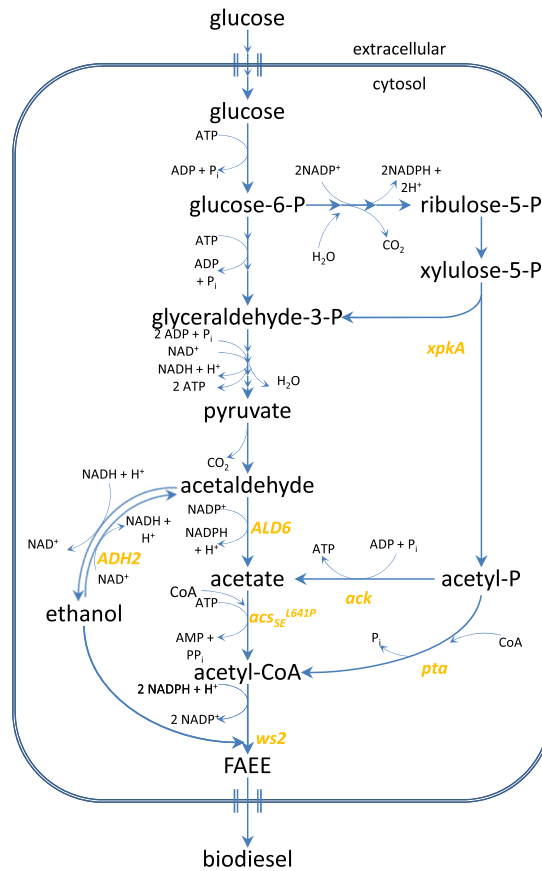 glucose
extracellular
cytosol
glucose
ATP
ADP + Pi
2NADP⁺
2NADPH +
2H⁺
glucose-6-P
ribulose-5-P
H₂O
CO₂
ATP
ADP
+ Pi
xylulose-5-P
glyceraldehyde-3-P
2 ADP + Pi
NAD⁺
NADH + H⁺
2 ATP
H₂O
xpkA
pyruvate
CO₂
acetaldehyde
NADH + H⁺
NADP⁺
NADPH
+ H⁺
ALD6
NADH +
H⁺
NAD⁺
ADH2
NAD⁺
ATP
ADP + Pi
acetate
acetyl-P
ack
CoA
ATP
acsSE^L641P
ethanol
AMP +
PPi
Pi
CoA
pta
acetyl-CoA
2 NADPH + H⁺
2 NADP⁺
ws2
FAEE
biodiesel